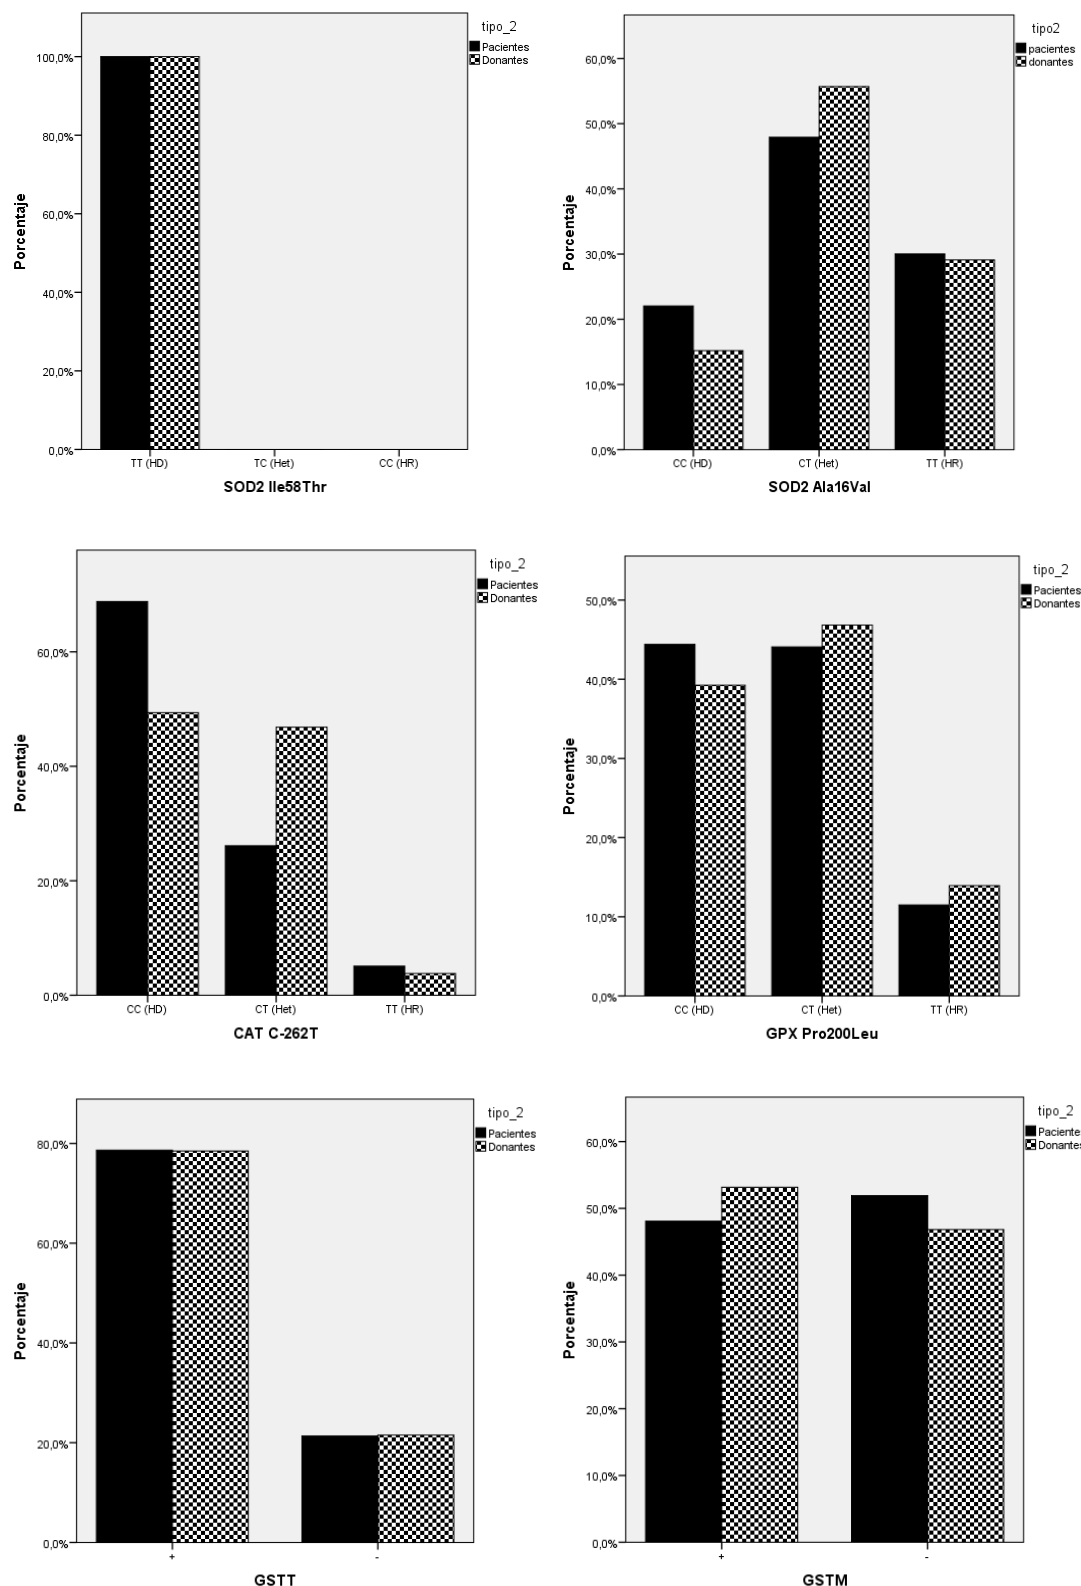 tipo_2
Pacientes
Donantes
100,0%
80,0%
60,0%
40,0%
20,0%
0,0%
Porcentaje
TT (HD)
TC (Het)
CC (HR)
SOD2 Ile58Thr
tipo2
pacientes
donantes
60,0%
50,0%
40,0%
30,0%
20,0%
10,0%
0,0%
Porcentaje
CC (HD)
CT (Het)
TT (HR)
SOD2 Ala16Val
tipo_2
Pacientes
Donantes
60,0%
40,0%
20,0%
0,0%
Porcentaje
CC (HD)
CT (Het)
TT (HR)
CAT C-262T
tipo_2
Pacientes
Donantes
50,0%
40,0%
30,0%
20,0%
10,0%
0,0%
Porcentaje
CC (HD)
CT (Het)
TT (HR)
GPX Pro200Leu
tipo_2
Pacientes
Donantes
80,0%
60,0%
40,0%
20,0%
0,0%
Porcentaje
+
-
GSTT
tipo_2
Pacientes
Donantes
60,0%
50,0%
40,0%
30,0%
20,0%
10,0%
0,0%
Porcentaje
+
-
GSTM